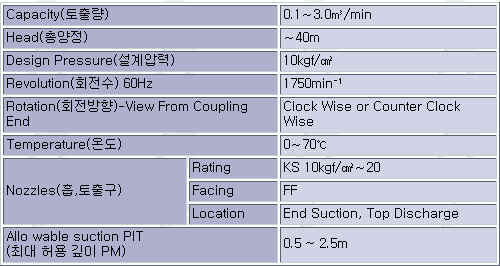 Capacity(토출량) 0.1~3.0㎥/min
Head(총양정) ~40m
Design Pressure(설계압력) 10kgf/㎠
Revolution(회전수) 60Hz 1750min⁻¹
Rotation(회전방향)-View From Coupling
End
Clock Wise or Counter Clock
Wise
Temperature(온도) 0~70℃
Nozzles(흡,토출구)
Rating KS 10kgf/㎠~20
Facing FF
Location End Suction, Top Discharge
Allo wable suction PIT
(최대 허용 깊이 PM)
0.5 ~ 2.5m